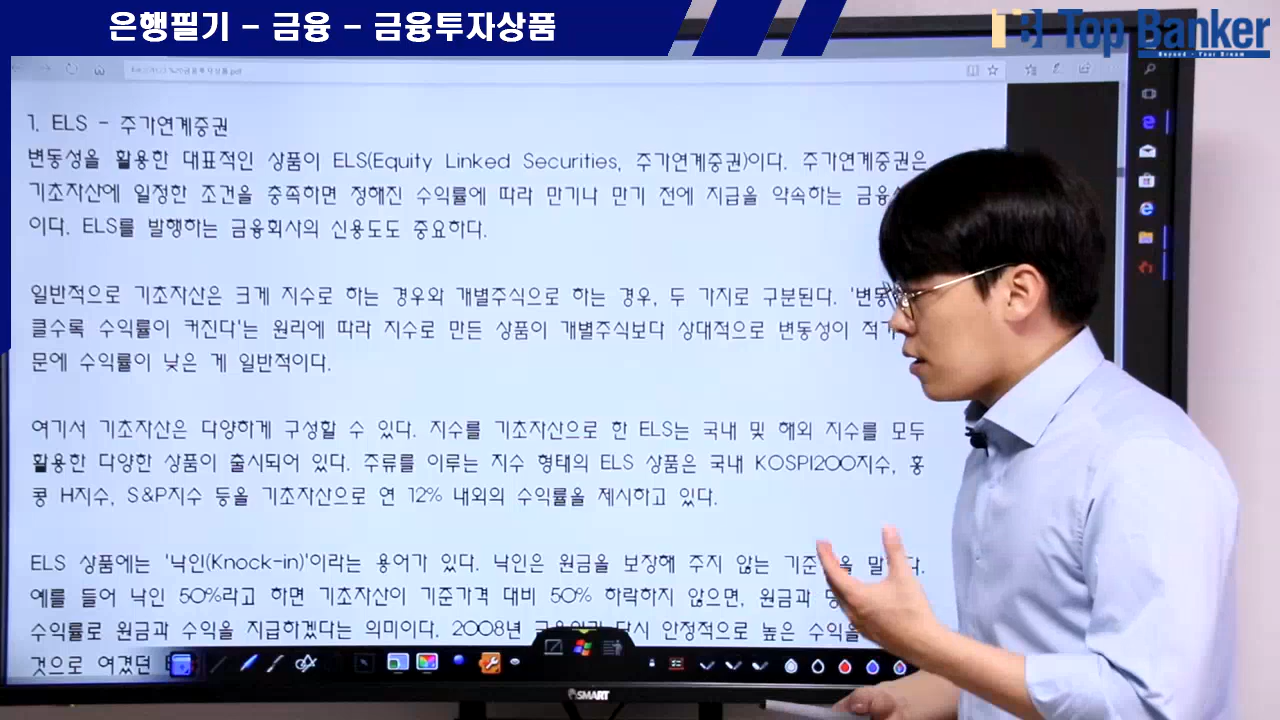 은행필기 - 금융 - 금융투자상품
Top Banker
Beyond - Your Dream
1. ELS - 주가연계증권
변동성을 활용한 대표적인 상품이 ELS(Equity Linked Securities, 주가연계증권)이다. 주가연계증권은
기초자산에 일정한 조건을 충족하면 정해진 수익률에 따라 만기나 만기 전에 지급을 약속하는
이다. ELS를 발행하는 금융회사의 신용도도 중요하다.
일반적으로 기초자산은 크게 지수로 하는 경우와 개별주식으로 하는 경우, 두 가지로 구분된다.
클수록 수익률이 커진다'는 원리에 따라 지수로 만든 상품이 개별주식보다 상대적으로 변동성이
문에 수익률이 낮은 게 일반적이다.
여기서 기초자산은 다양하게 구성할 수 있다. 지수를 기초자산으로 한 ELS는 국내 및 해외 지수를 모두
활용한 다양한 상품이 출시되어 있다. 주류를 이루는 지수 형태의 ELS 상품은 국내 KOSPI200지수, 홍
콩 H지수, S&P지수 등을 기초자산으로 연 12% 내외의 수익률을 제시하고 있다.
ELS 상품에는 '낙인(Knock-in)'이라는 용어가 있다. 낙인은 원금을 보장해 주지 않는
예를 들어 낙인 50%라고 하면 기초자산이 기준가격 대비 50% 하락하지 않으면, 원금과
수익률로 원금과 수익을 지급하겠다는 의미이다. 2008년 당시 안정적으로 높은 수익을
것으로 여겼던
SMART